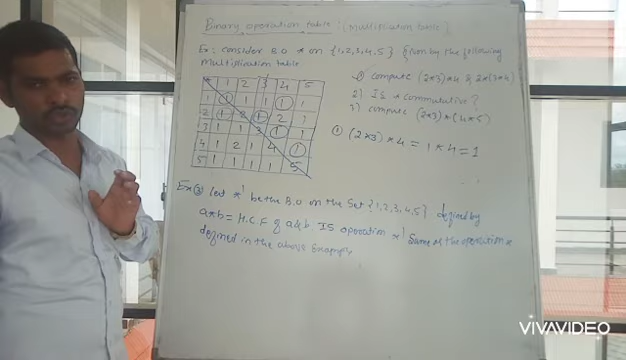 Binary operation table: (Multiplication table)
Ex: Consider B.O * on {1,2,3,4,5} given by the following
Multiplication table
* 1 2 3 4 5
1 1 1 1 1 1
2 1 2 1 2 1
3 1 1 3 1 1
4 1 2 1 4 1
5 1 1 1 1 5
1) compute (2*3)*4 & 2*(3*4)
2) IS * commutative?
3) compute (2*3)*(4*5)
① (2*3)*4 = 1*4 = 1
Ex ② Let *' be the B.O on the Set {1,2,3,4,5} defined by
a*'b = H.C.F of a&b IS operation *' Same as the operation *
defined in the above Example
VIVAVIDEO